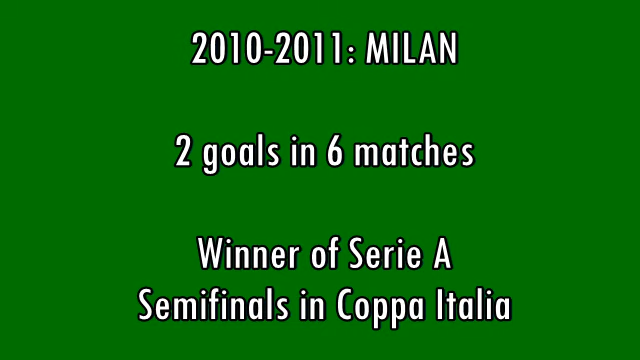 2010-2011: MILAN
2 goals in 6 matches
Winner of Serie A
Semifinals in Coppa Italia